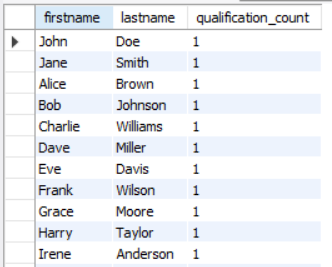 firstname lastname qualification_count
John Doe 1
Jane Smith 1
Alice Brown 1
Bob Johnson 1
Charlie Williams 1
Dave Miller 1
Eve Davis 1
Frank Wilson 1
Grace Moore 1
Harry Taylor 1
Irene Anderson 1